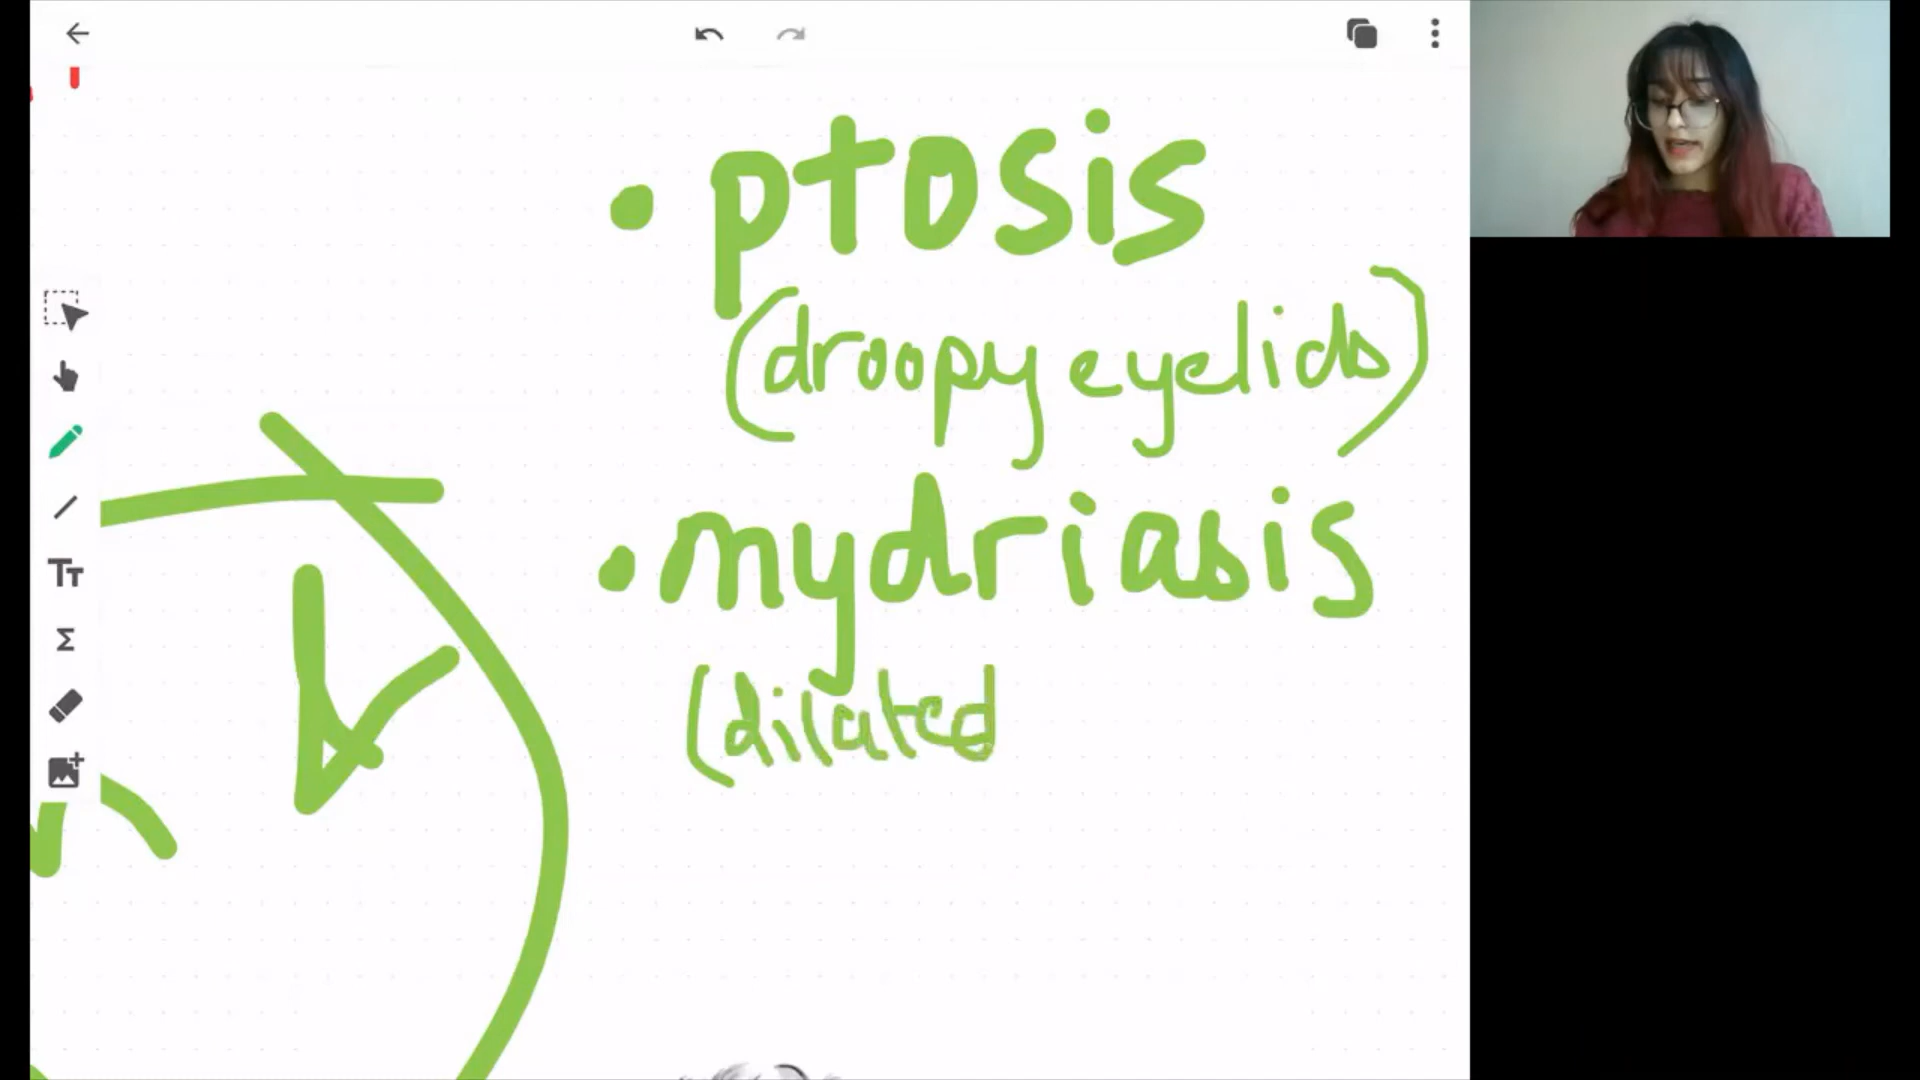 • ptosis
(droopy eyelids)
• mydriasis
(dilated